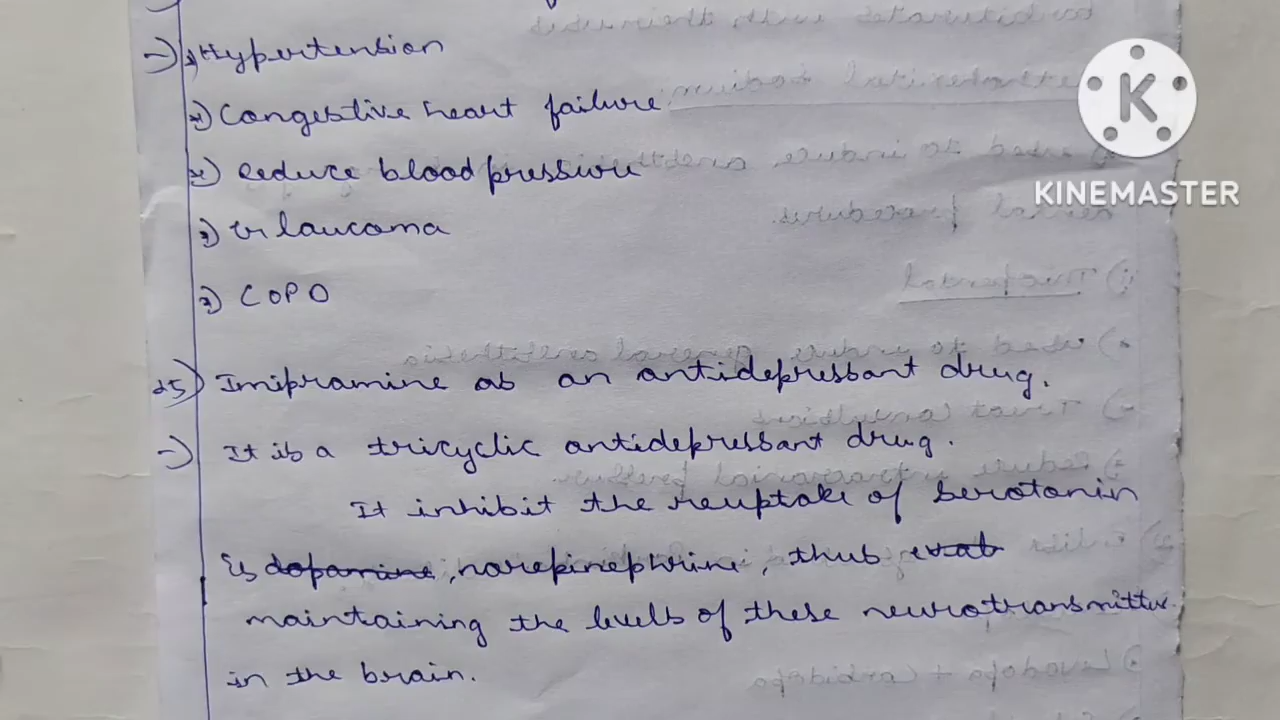 -) *) Hypertension
*) Congestive heart failure.
*) Reduce blood pressure
*) Glaucoma
*) COPD
25) Imipramine as an antidepressant drug.
-) It is a tricyclic antidepressant drug.
It inhibit the reuptake of serotonin
& dopamine, norepinephrine, thus
maintaining the levels of these neurotransmitter
in the brain.
KINEMASTER